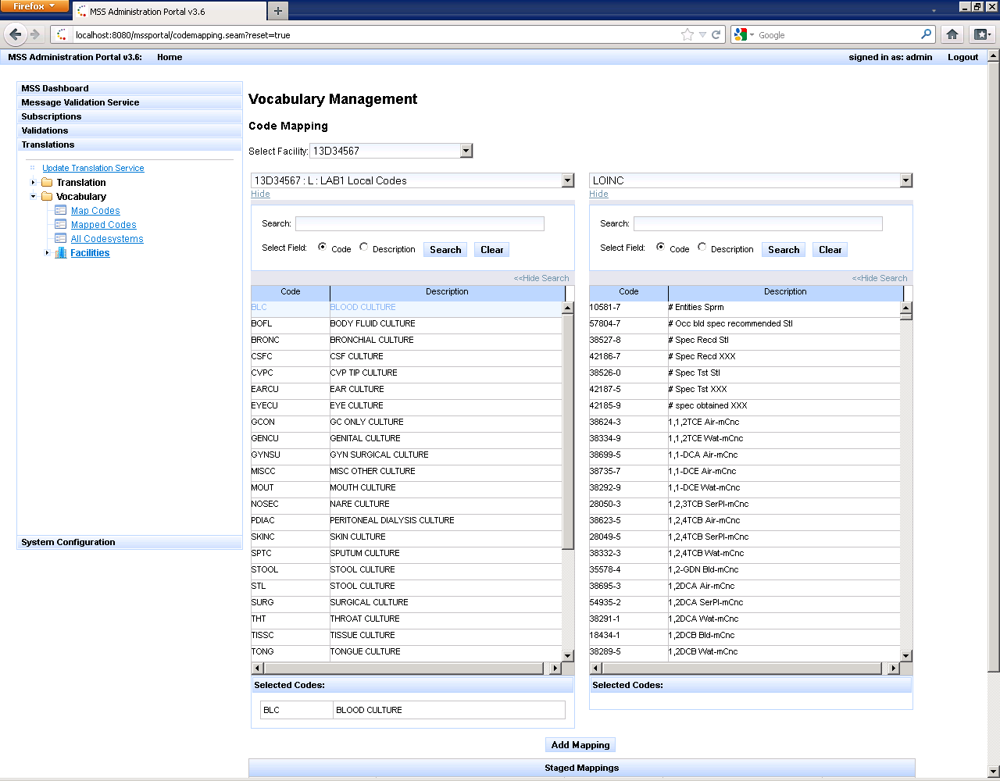 Firefox
MSS Administration Portal v3.6
localhost:8080/mssportal/codemapping.seam?reset=true
Google
MSS Administration Portal v3.6: Home
signed in as: admin Logout
MSS Dashboard
Message Validation Service
Subscriptions
Validations
Translations
Update Translation Service
Translation
Vocabulary
Map Codes
Mapped Codes
All Codesystems
Facilities
System Configuration
Vocabulary Management
Code Mapping
Select Facility: 13D34567
13D34567 : L : LAB1 Local Codes
Hide
Search:
Select Field: Code Description Search Clear
<<Hide Search
Code Description
BLC BLOOD CULTURE
BOFL BODY FLUID CULTURE
BRONC BRONCHIAL CULTURE
CSFC CSF CULTURE
CVPC CVP TIP CULTURE
EARCU EAR CULTURE
EYECU EYE CULTURE
GCON GC ONLY CULTURE
GENCU GENITAL CULTURE
GYNSU GYN SURGICAL CULTURE
MISCC MISC OTHER CULTURE
MOUT MOUTH CULTURE
NOSEC NARE CULTURE
PDIAC PERITONEAL DIALYSIS CULTURE
SKINC SKIN CULTURE
SPTC SPUTUM CULTURE
STOOL STOOL CULTURE
STL STOOL CULTURE
SURG SURGICAL CULTURE
THT THROAT CULTURE
TISSC TISSUE CULTURE
TONG TONGUE CULTURE
Selected Codes:
BLC BLOOD CULTURE
LOINC
Hide
Search:
Select Field: Code Description Search Clear
<<Hide Search
Code Description
10581-7 # Entities Sprm
57804-7 # Occ bld spec recommended Stl
38527-8 # Spec Recd Stl
42186-7 # Spec Recd XXX
38526-0 # Spec Tst Stl
42187-5 # Spec Tst XXX
42185-9 # spec obtained XXX
38624-3 1,1,2TCE Air-mCnc
38334-9 1,1,2TCE Wat-mCnc
38699-5 1,1-DCA Air-mCnc
38735-7 1,1-DCE Air-mCnc
38292-9 1,1-DCE Wat-mCnc
28050-3 1,2,3TCB SerPl-mCnc
38623-5 1,2,4TCB Air-mCnc
28049-5 1,2,4TCB SerPl-mCnc
38332-3 1,2,4TCB Wat-mCnc
35578-4 1,2-GDN Bld-mCnc
38695-3 1,2DCA Air-mCnc
54935-2 1,2DCA SerPl-mCnc
38291-1 1,2DCA Wat-mCnc
18434-1 1,2DCB Bld-mCnc
38289-5 1,2DCB Wat-mCnc
Selected Codes:
Add Mapping
Staged Mappings